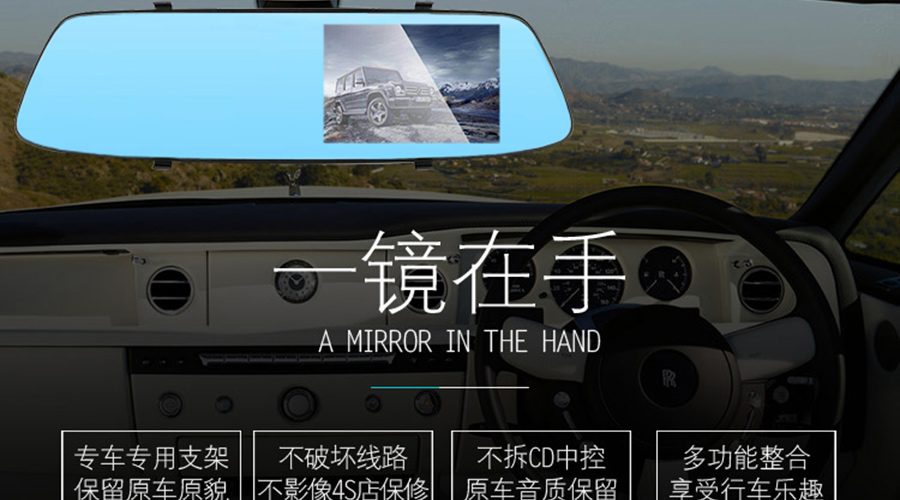 一镜在手
A MIRROR IN THE HAND
专车专用支架
保留原车原貌
不破坏线路
不影像4S店保修
不拆CD中控
原车音质保留
多功能整合
享受行车乐趣